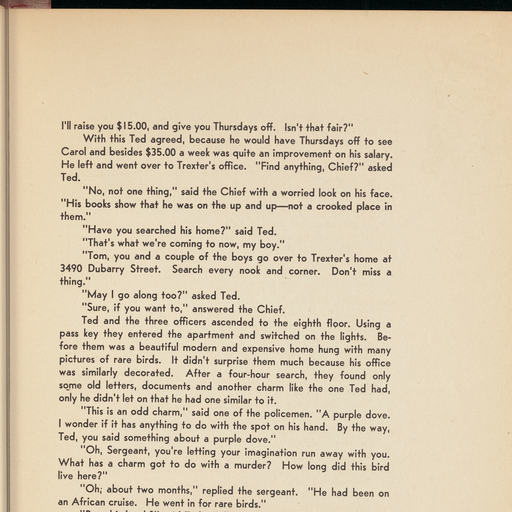 I'll raise you $15.00, and give you Thursdays off. Isn't that fair?"
With this Ted agreed, because he would have Thursdays off to see
Carol and besides $35.00 a week was quite an improvement on his salary.
He left and went over to Trexter's office. "Find anything, Chief?" asked
Ted.
"No, not one thing," said the Chief with a worried look on his face.
"His books show that he was on the up and up—not a crooked place in
them."
"Have you searched his home?" said Ted.
"That's what we're coming to now, my boy."
"Tom, you and a couple of the boys go over to Trexter's home at
3490 Dubarry Street. Search every nook and corner. Don't miss a
thing."
"May I go along too?" asked Ted.
"Sure, if you want to," answered the Chief.
Ted and the three officers ascended to the eighth floor. Using a
pass key they entered the apartment and switched on the lights. Be-
fore them was a beautiful modern and expensive home hung with many
pictures of rare birds. It didn't surprise them much because his office
was similarly decorated. After a four-hour search, they found only
some old letters, documents and another charm like the one Ted had,
only he didn't let on that he had one similar to it.
"This is an odd charm," said one of the policemen. "A purple dove.
I wonder if it has anything to do with the spot on his hand. By the way,
Ted, you said something about a purple dove."
"Oh, Sergeant, you're letting your imagination run away with you.
What has a charm got to do with a murder? How long did this bird
live here?"
"Oh; about two months," replied the sergeant. "He had been on
an African cruise. He went in for rare birds."